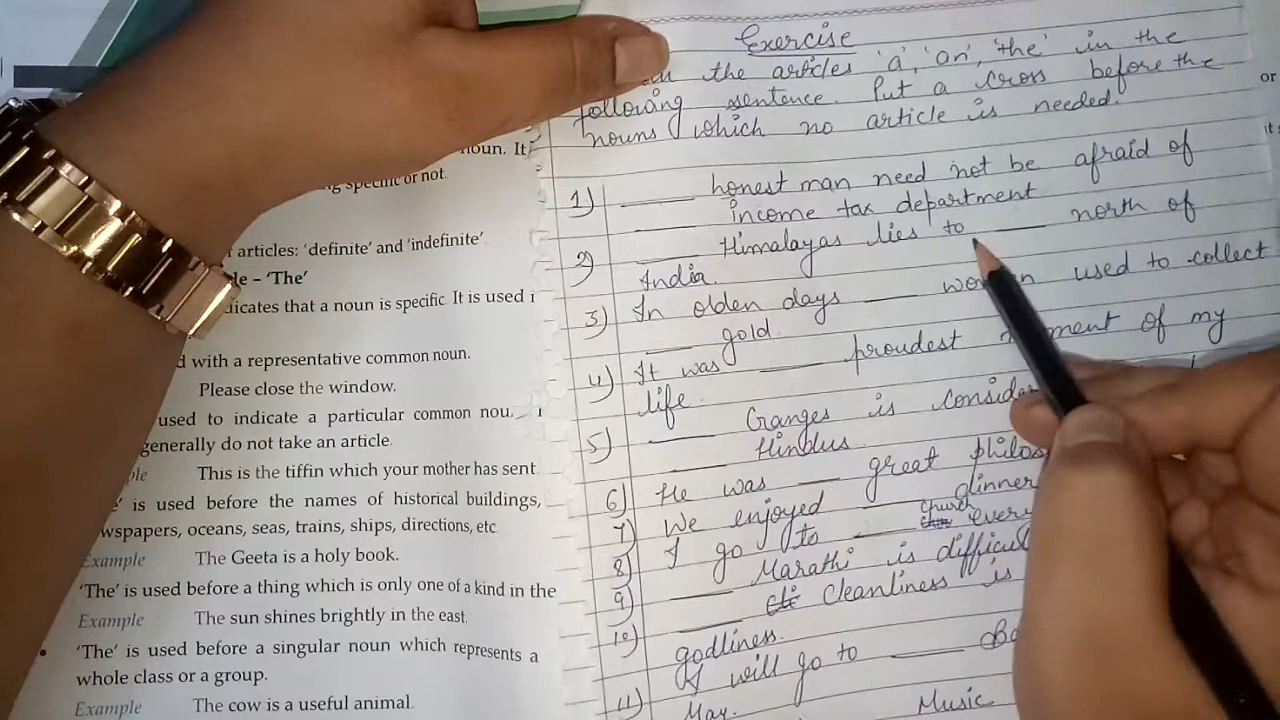 noun. It
specific or not.
articles: 'definite' and 'indefinite'
– 'The'
indicates that a noun is specific. It is used
with a representative common noun.
Please close the window.
used to indicate a particular common
generally do not take an article.
This is the tiffin which your mother has sent.
is used before the names of historical buildings,
newspapers, oceans, seas, trains, ships, directions, etc.
Example The Geeta is a holy book.
'The' is used before a thing which is only one of a kind in the
Example The sun shines brightly in the east.
• 'The' is used before a singular noun which represents a
whole class or a group.
Example The cow is a useful animal.
Exercise
the articles 'a', 'an', 'the' in the
following sentence. Put a cross before the
nouns which no article is needed.
1) ____ honest man need not be afraid of
____ income tax department
2) ____ Himalayas lies to ____ north of
India.
3) In olden days ____ women used to collect
____ gold.
4) It was ____ proudest moment of my
life.
5) ____ Ganges is
____ Hindus.
6) He was ____ great
7) We enjoyed ____ dinner
8) I go to ____ church every
9) ____ Marathi is difficult
10) ____ Cleanliness is
godliness.
11) I will go to ____
May.
Music
or